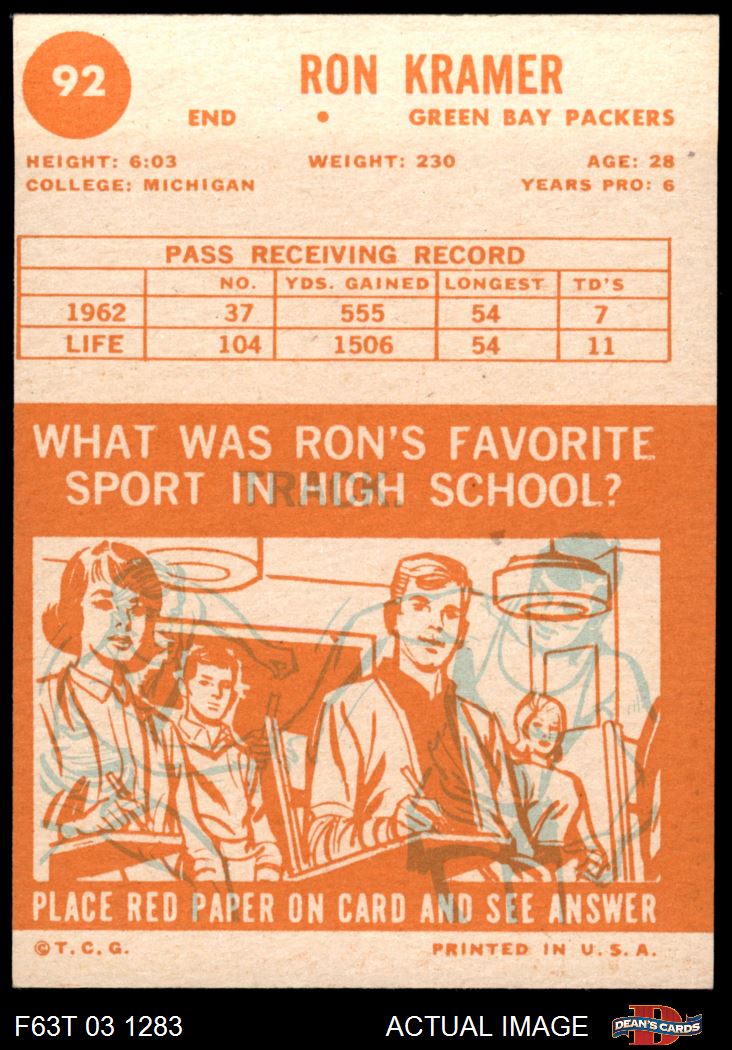 92
RON KRAMER
END • GREEN BAY PACKERS
HEIGHT: 6:03 WEIGHT: 230 AGE: 28
COLLEGE: MICHIGAN YEARS PRO: 6
PASS RECEIVING RECORD
NO. YDS. GAINED LONGEST TD'S
1962 37 555 54 7
LIFE 104 1506 54 11
WHAT WAS RON'S FAVORITE
SPORT IN HIGH SCHOOL?
TRACK.
PLACE RED PAPER ON CARD AND SEE ANSWER
©T.C.G. PRINTED IN U.S.A.
F63T 03 1283 ACTUAL IMAGE D DEAN'S CARDS